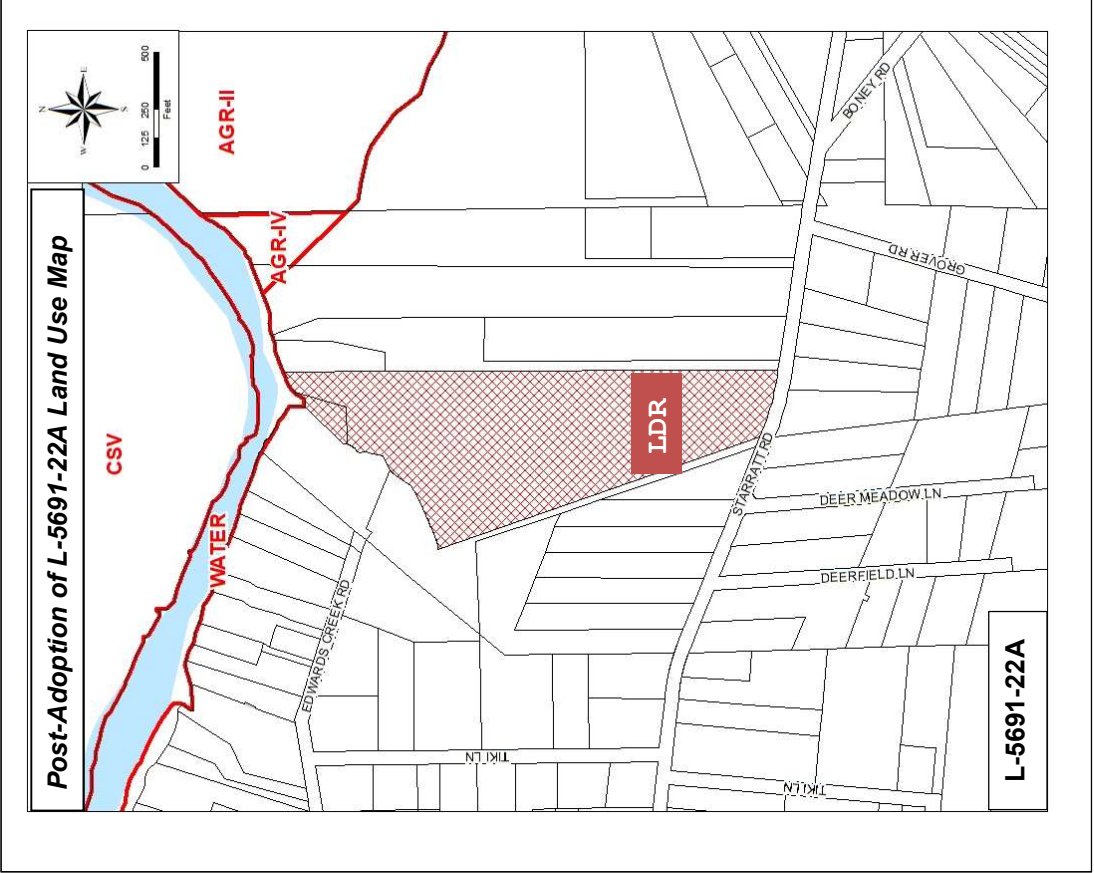 Post-Adoption of L-5691-22A Land Use Map
N
E
S
W
0 125 250 500
Feet
AGR-II
AGR-IV
CSV
WATER
LDR
BONEY RD
GROVER RD
STARRATT RD
DEER MEADOW LN
DEERFIELD LN
EDWARDS CREEK RD
TIKI LN
TIKI LN
L-5691-22A